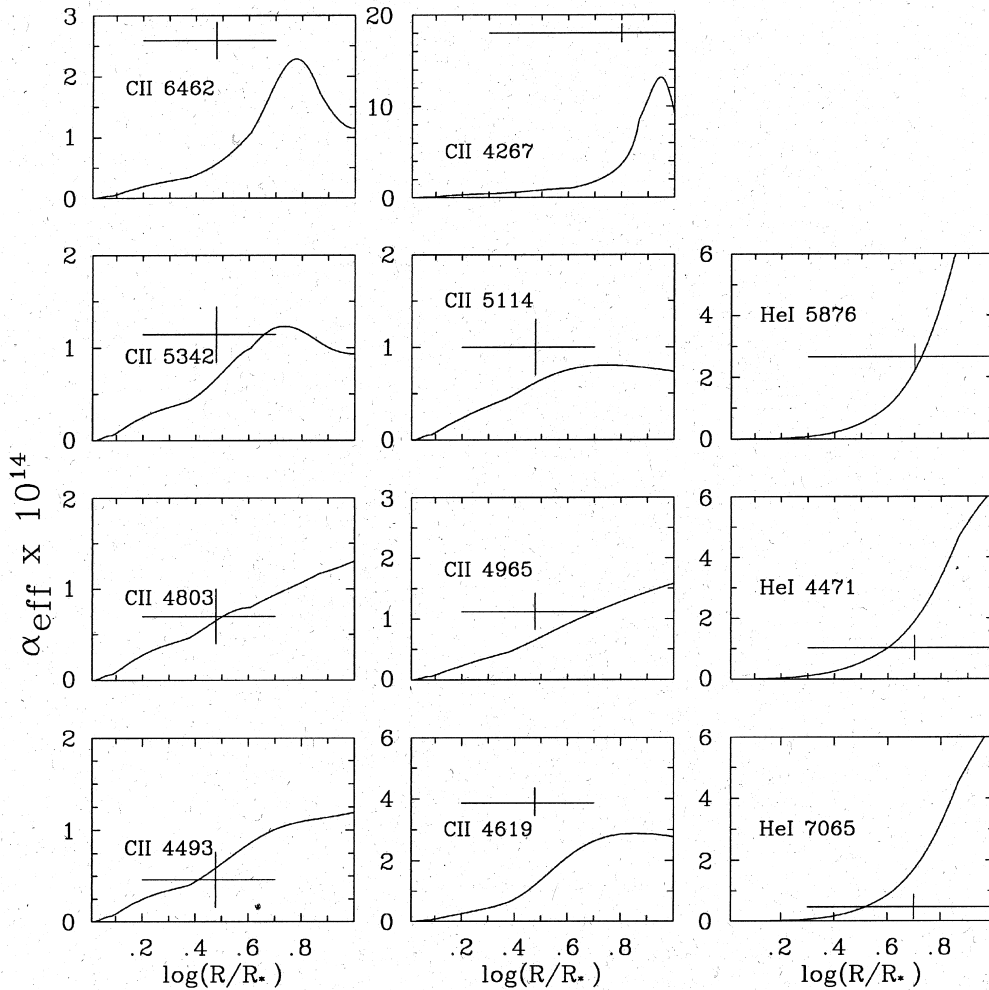 3
2
1
0
CII 6462
20
10
0
CII 4267
2
1
0
CII 5342
2
1
0
CII 5114
6
4
2
0
HeI 5876
2
1
0
CII 4803
3
2
1
0
CII 4965
6
4
2
0
HeI 4471
2
1
0
CII 4493
6
4
2
0
CII 4619
6
4
2
0
HeI 7065
αeff x 10^14
.2 .4 .6 .8
log(R/R*)
.2 .4 .6 .8
log(R/R*)
.2 .4 .6 .8
log(R/R*)